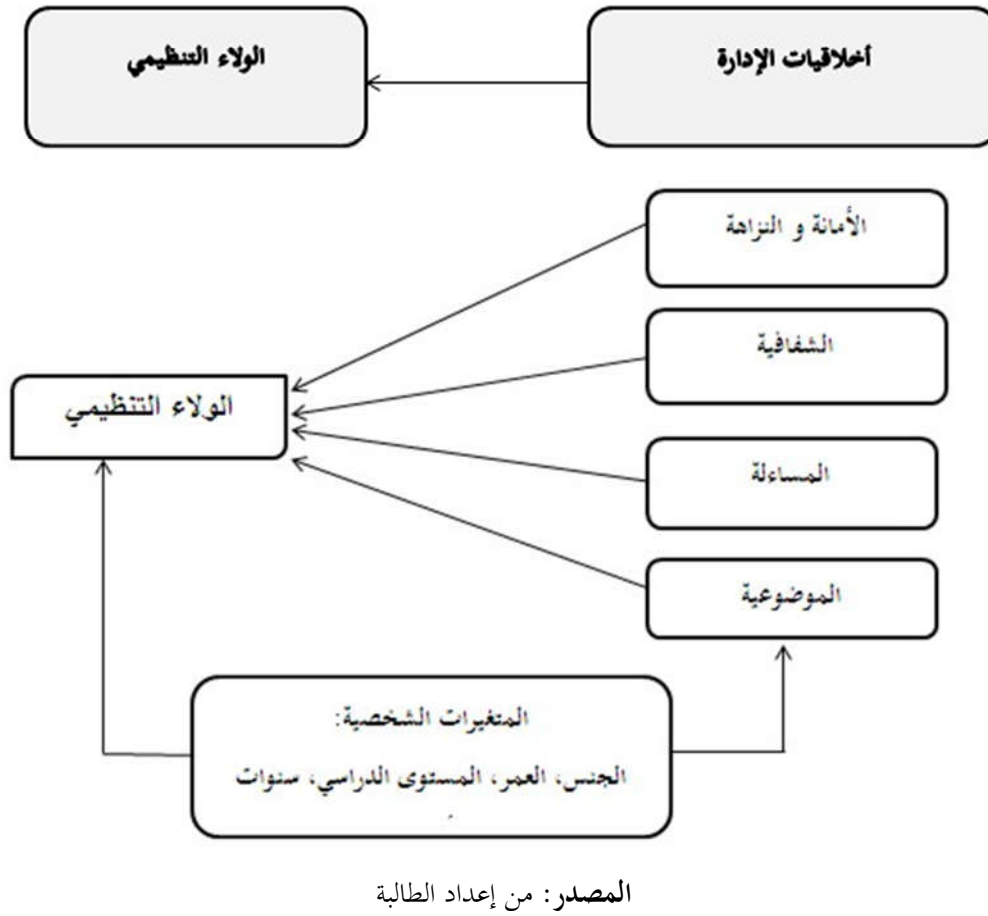 أخلاقيات الإدارة
الولاء التنظيمي
الأمانة و النزاهة
الشفافية
الولاء التنظيمي
المساءلة
الموضوعية
المتغيرات الشخصية:
الجنس، العمر، المستوى الدراسي، سنوات
المصدر: من إعداد الطالبة